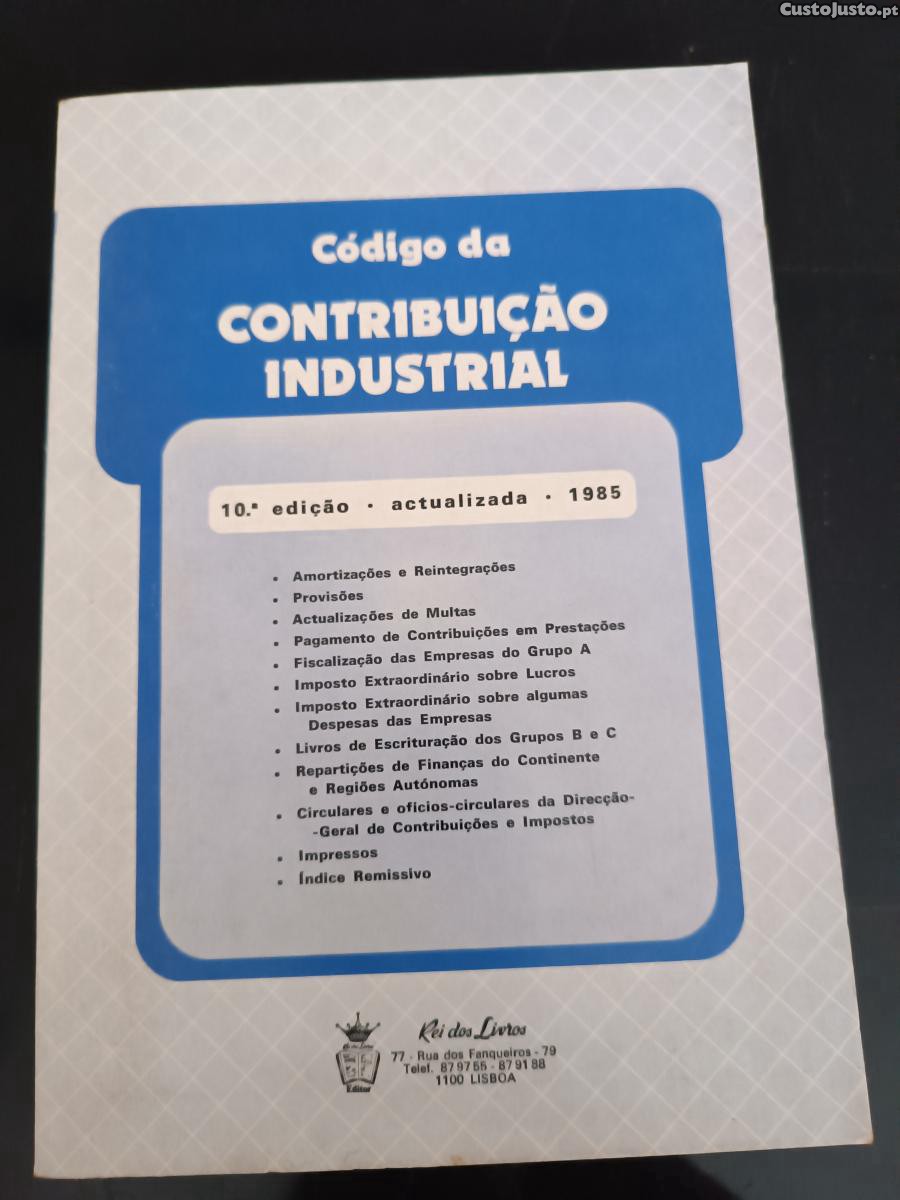 CustoJusto.pt
Código da
CONTRIBUIÇÃO
INDUSTRIAL
10.ª edição · actualizada · 1985
• Amortizações e Reintegrações
• Provisões
• Actualizações de Multas
• Pagamento de Contribuições em Prestações
• Fiscalização das Empresas do Grupo A
• Imposto Extraordinário sobre Lucros
• Imposto Extraordinário sobre algumas
Despesas das Empresas
• Livros de Escrituração dos Grupos B e C
• Repartições de Finanças do Continente
e Regiões Autónomas
• Circulares e oficios-circulares da Direcção-
-Geral de Contribuições e Impostos
• Impressos
• Índice Remissivo
Rei dos Livros
77 - Rua dos Fanqueiros - 79
Telef. 87 97 55 - 87 91 88
1100 LISBOA
Editor